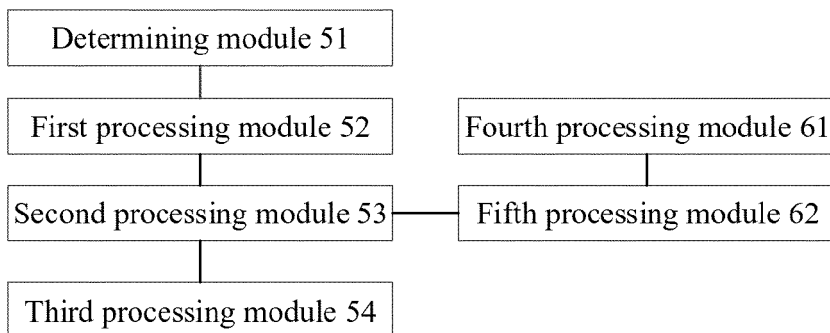 Determining module 51
First processing module 52
Fourth processing module 61
Second processing module 53
Fifth processing module 62
Third processing module 54